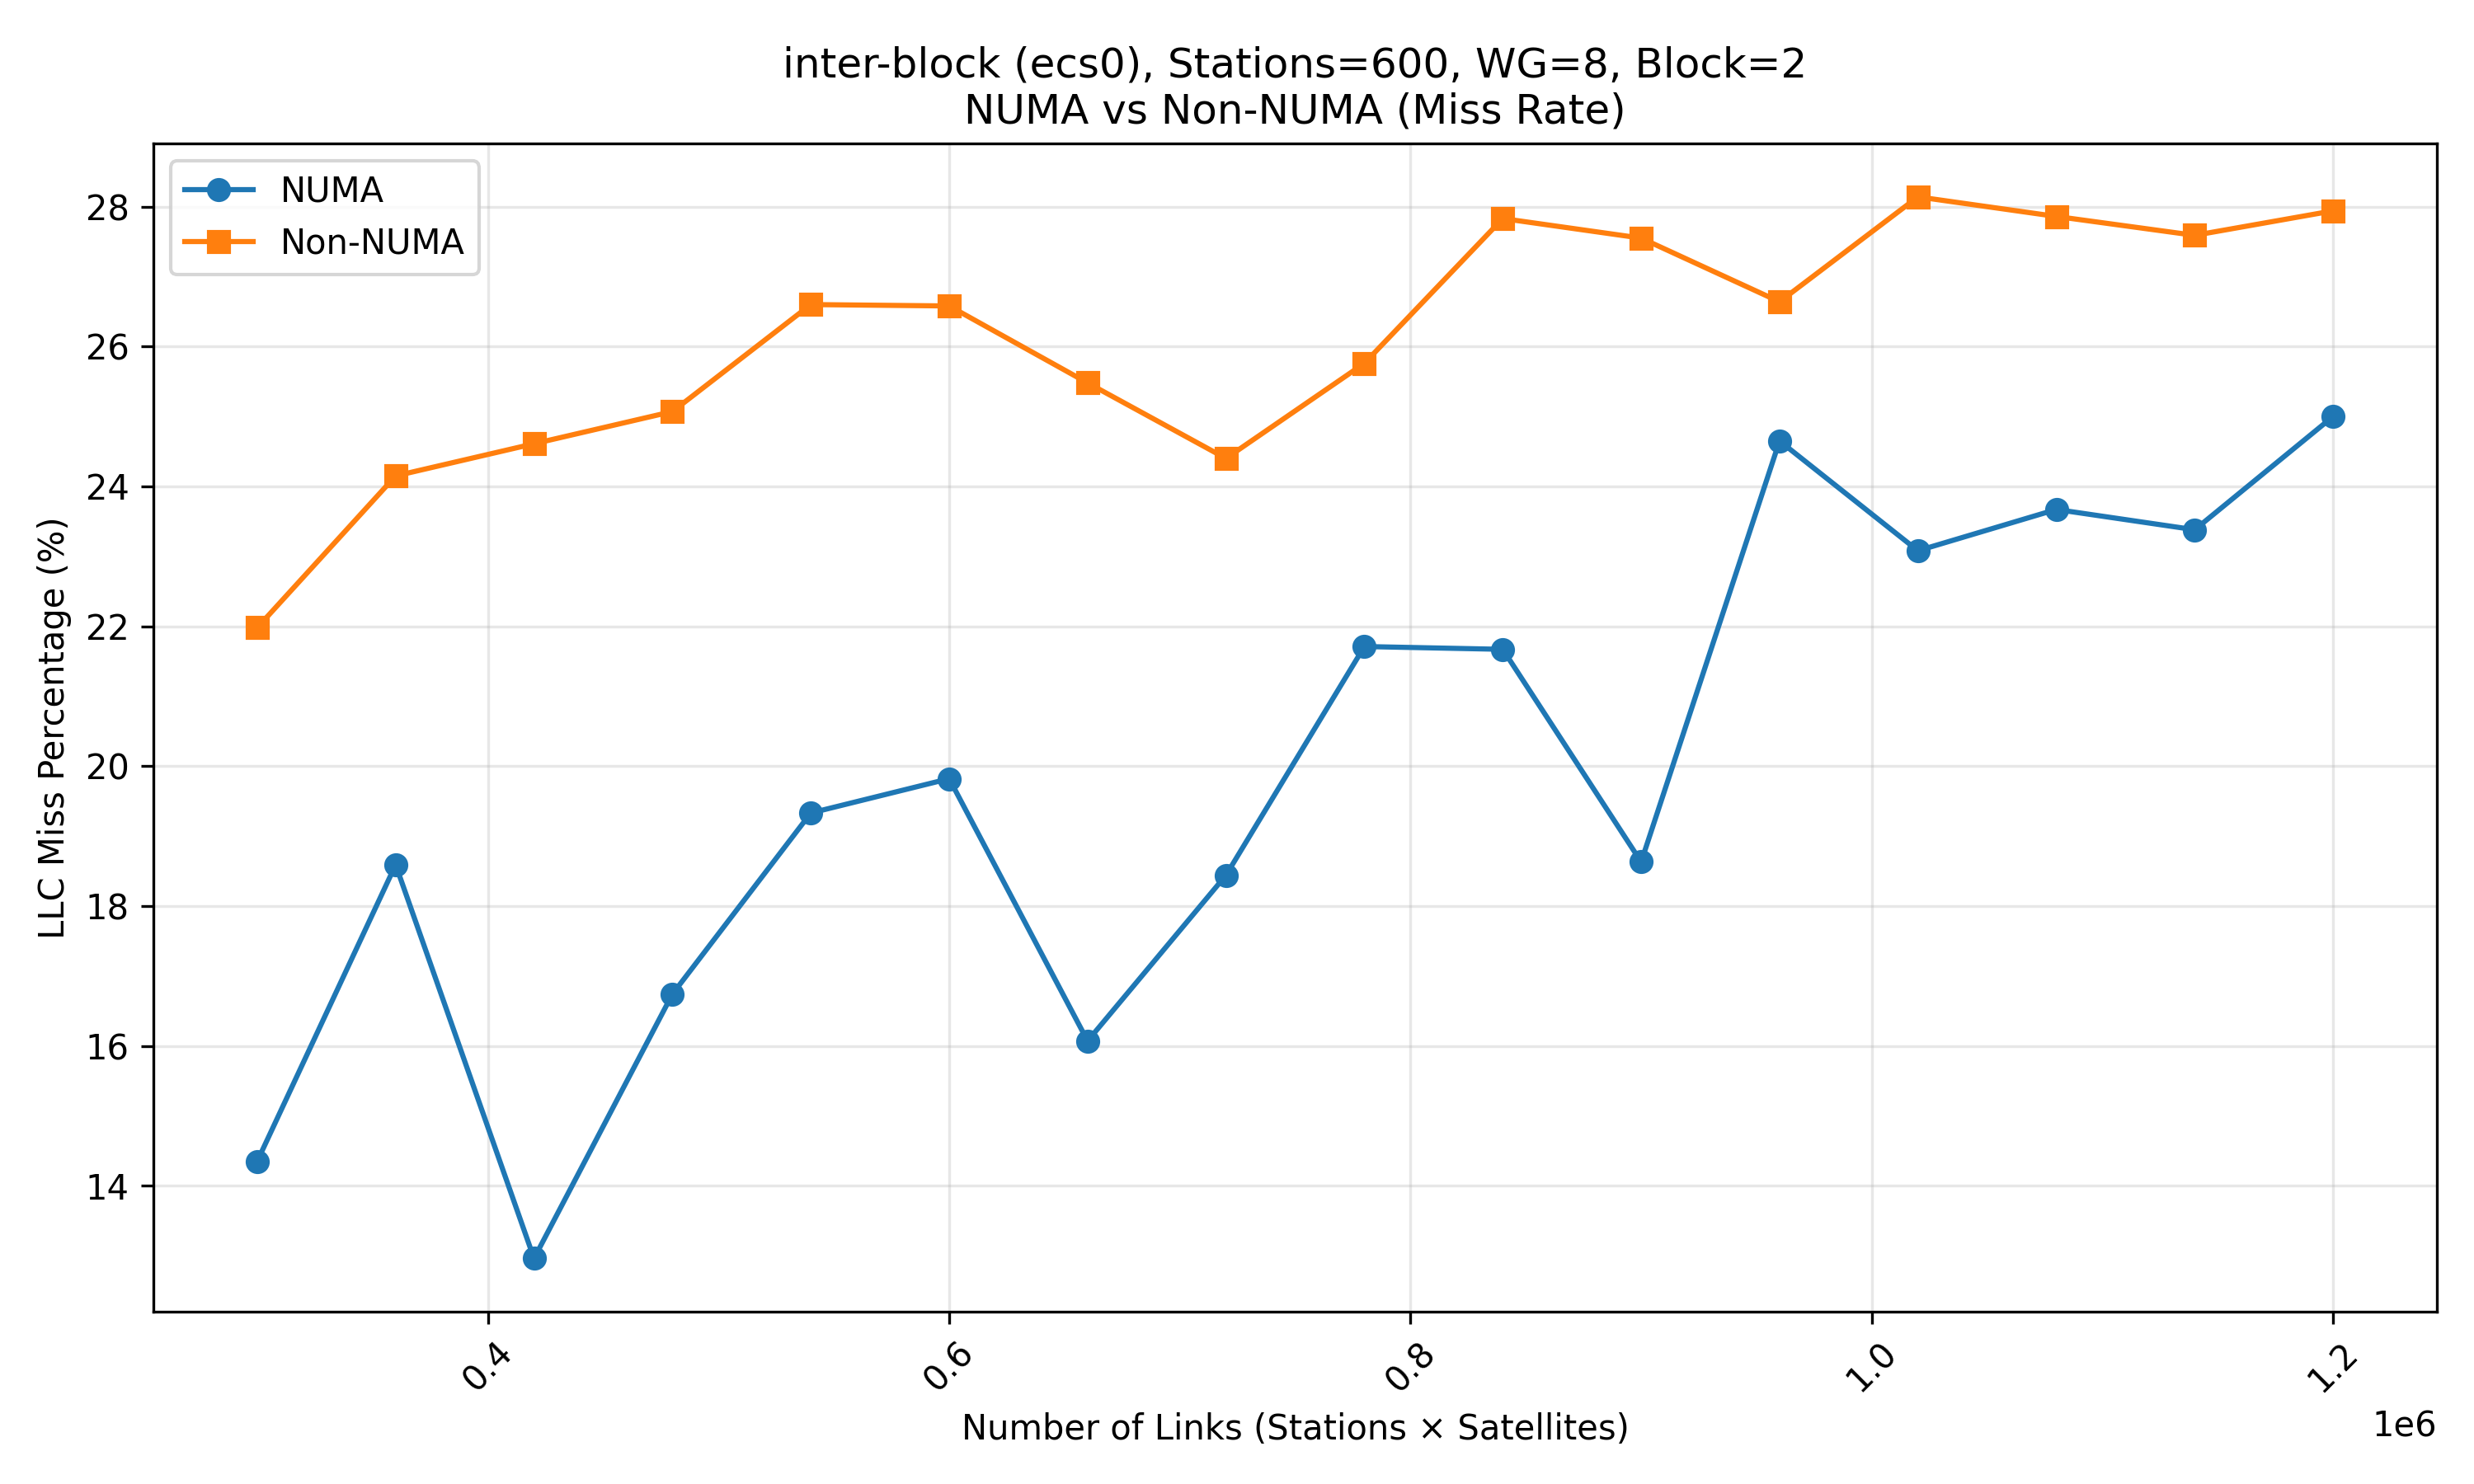 inter-block (ecs0), Stations=600, WG=8, Block=2
NUMA vs Non-NUMA (Miss Rate)
NUMA
Non-NUMA
LLC Miss Percentage (%)
28
26
24
22
20
18
16
14
0.4
0.6
0.8
1.0
1.2
1e6
Number of Links (Stations × Satellites)